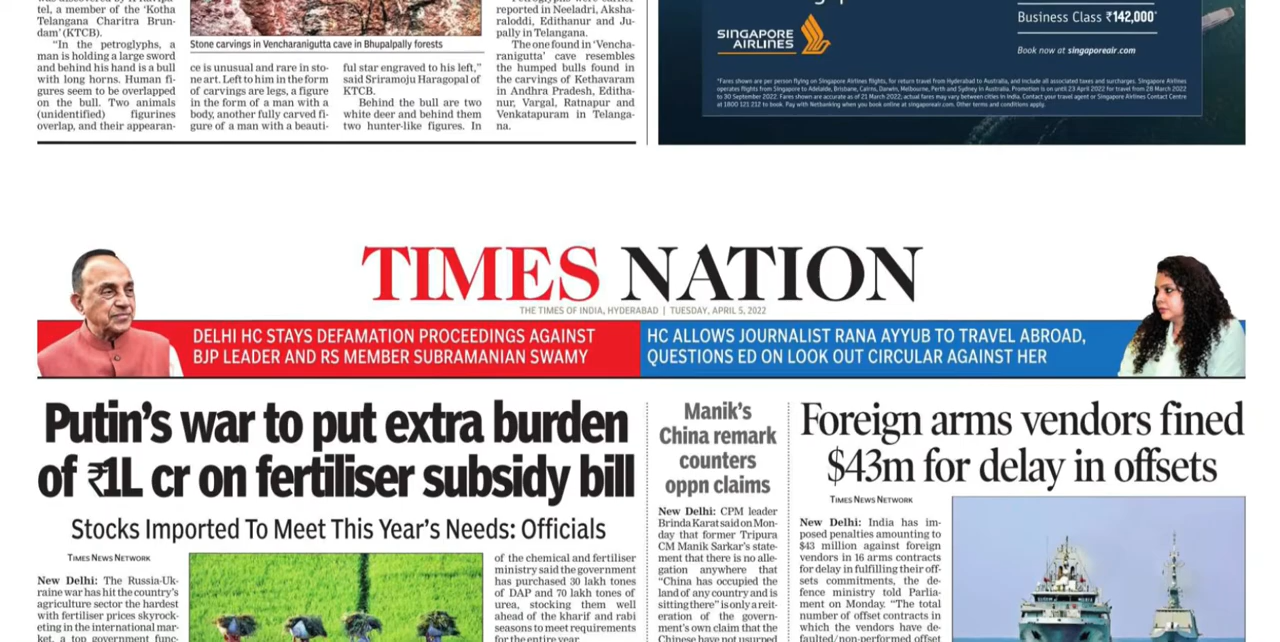 tel, a member of the 'Kotha
Telangana Charitra Brun-
dam' (KTCB).
"In the petroglyphs, a
man is holding a large sword
and behind his hand is a bull
with long horns. Human fi-
gures seem to be overlapped
on the bull. Two animals
(unidentified) figurines
overlap, and their appearan-
Stone carvings in Vencharanigutta cave in Bhupalpally forests
ce is unusual and rare in sto-
ne art. Left to him in the form
of carvings are legs, a figure
in the form of a man with a
body, another fully carved fi-
gure of a man with a beauti-
ful star engraved to his left,"
said Sriramoju Haragopal of
KTCB.
Behind the bull are two
white deer and behind them
two hunter-like figures. In
reported in Neeladri, Aksha-
raloddi, Edithanur and Ju-
pally in Telangana.
The one found in 'Vencha-
ranigutta' cave resembles
the humped bulls found in
the carvings of Kethavaram
in Andhra Pradesh, Editha-
nur, Vargal, Ratnapur and
Venkatapuram in Telanga-
na.
SINGAPORE
AIRLINES
Business Class ₹142,000*
Book now at singaporeair.com
*Fares shown are per person flying on Singapore Airlines flights, for return travel from Hyderabad to Australia, and include all associated taxes and surcharges. Singapore Airlines
operates flights from Singapore to Adelaide, Brisbane, Cairns, Darwin, Melbourne, Perth and Sydney in Australia. Promotion is on until 23 April 2022 for travel from 28 March 2022
to 30 September 2022. Fares shown are accurate as of 21 March 2022; actual fares may vary between cities in India. Contact your travel agent or Singapore Airlines Contact Centre
at 1800 121 212 to book. Pay with Netbanking when you book online at singaporeair.com. Other terms and conditions apply.
TIMES NATION
THE TIMES OF INDIA, HYDERABAD | TUESDAY, APRIL 5, 2022
DELHI HC STAYS DEFAMATION PROCEEDINGS AGAINST
BJP LEADER AND RS MEMBER SUBRAMANIAN SWAMY
HC ALLOWS JOURNALIST RANA AYYUB TO TRAVEL ABROAD,
QUESTIONS ED ON LOOK OUT CIRCULAR AGAINST HER
Putin's war to put extra burden
of ₹1L cr on fertiliser subsidy bill
Stocks Imported To Meet This Year's Needs: Officials
TIMES NEWS NETWORK
New Delhi: The Russia-Uk-
raine war has hit the country's
agriculture sector the hardest
with fertiliser prices skyrock-
eting in the international mar-
ket, a top government func-
of the chemical and fertiliser
ministry said the government
has purchased 30 lakh tones
of DAP and 70 lakh tones of
urea, stocking them well
ahead of the kharif and rabi
seasons to meet requirements
for the entire year.
Manik's
China remark
counters
oppn claims
New Delhi: CPM leader
Brinda Karat said on Mon-
day that former Tripura
CM Manik Sarkar's state-
ment that there is no alle-
gation anywhere that
"China has occupied the
land of any country and is
sitting there" is only a reit-
eration of the govern-
ment's own claim that the
Chinese have not usurped
Foreign arms vendors fined
$43m for delay in offsets
TIMES NEWS NETWORK
New Delhi: India has im-
posed penalties amounting to
$43 million against foreign
vendors in 16 arms contracts
for delay in fulfilling their off-
sets commitments, the de-
fence ministry told Parlia-
ment on Monday. "The total
number of offset contracts in
which the vendors have de-
faulted/non-performed offset